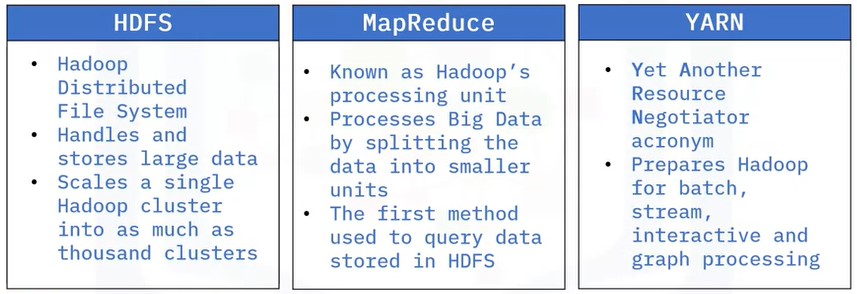 HDFS
• Hadoop
Distributed
File System
• Handles and
stores large data
• Scales a single
Hadoop cluster
into as much as
thousand clusters
MapReduce
• Known as Hadoop’s
processing unit
• Processes Big Data
by splitting the
data into smaller
units
• The first method
used to query data
stored in HDFS
YARN
• Yet Another
Resource
Negotiator
acronym
• Prepares Hadoop
for batch,
stream,
interactive and
graph processing